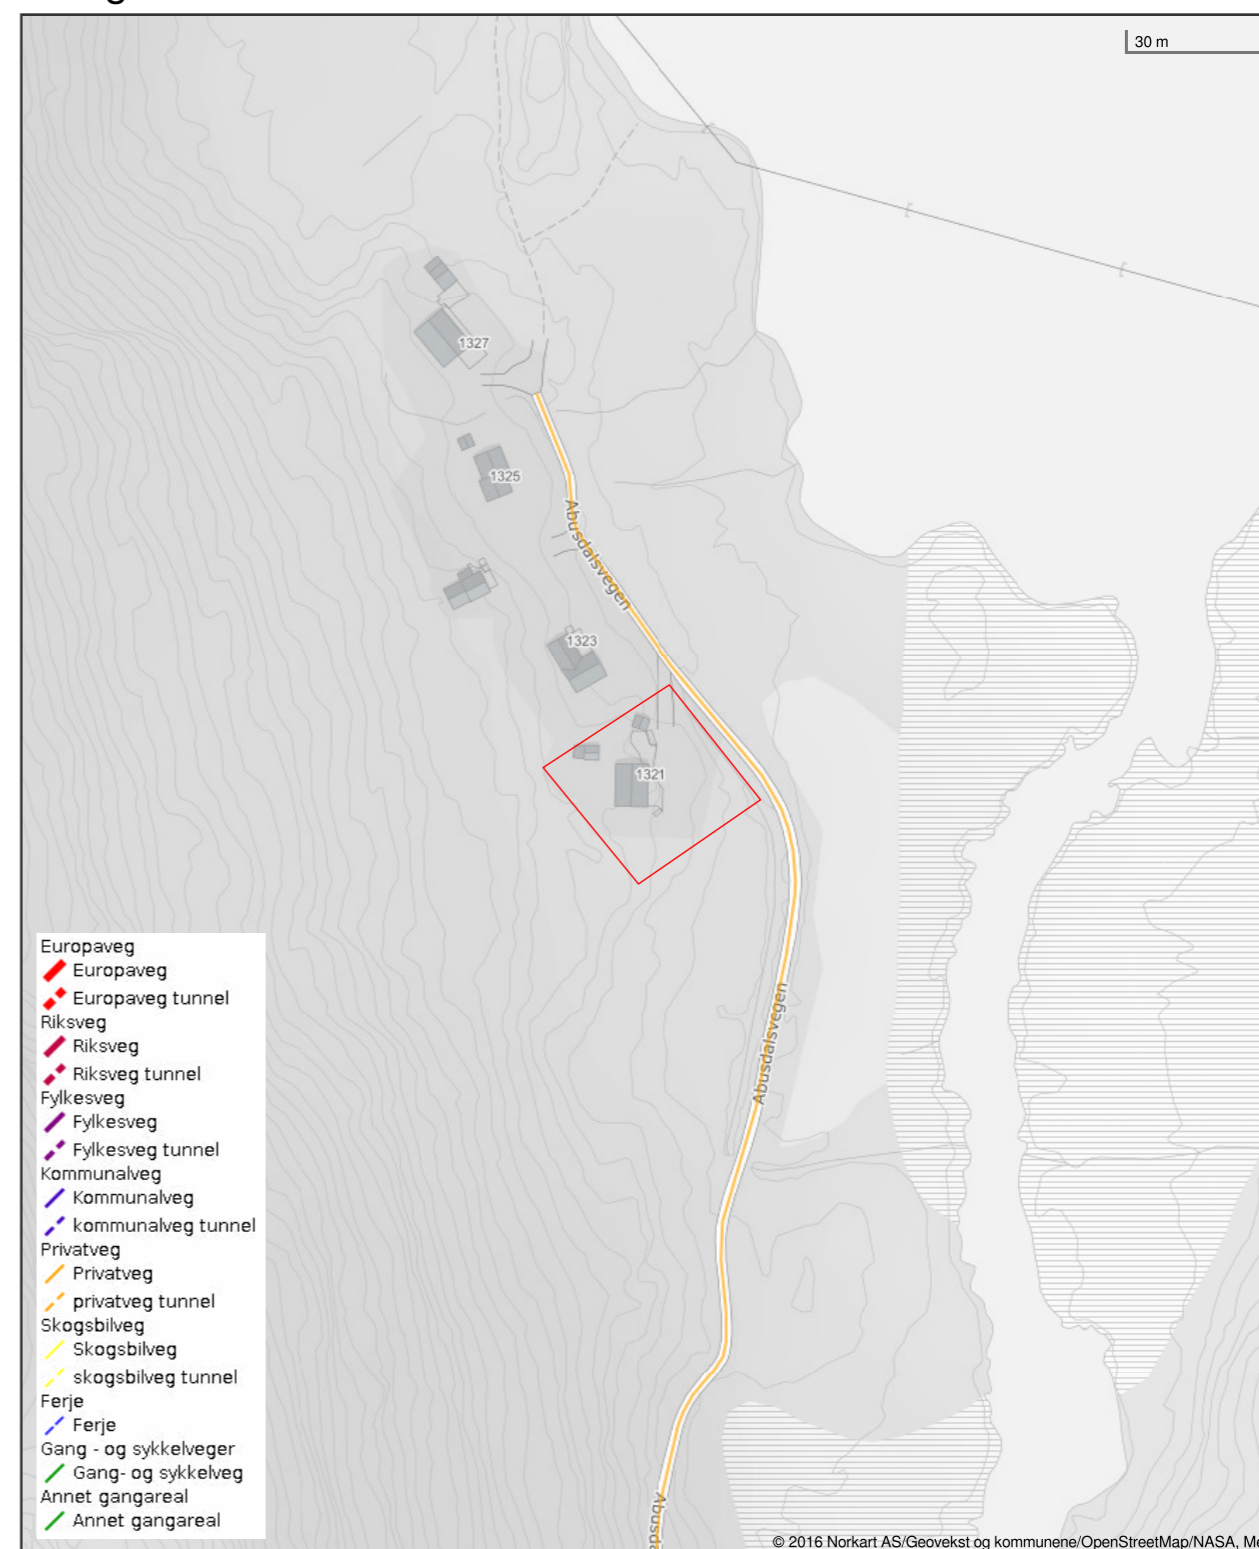 30 m
1327
1325
Abusdalsvegen
1323
1321
Abusdalsvegen
Europaveg
Europaveg
Europaveg tunnel
Riksveg
Riksveg
Riksveg tunnel
Fylkesveg
Fylkesveg
Fylkesveg tunnel
Kommunalveg
Kommunalveg
kommunalveg tunnel
Privatveg
Privatveg
privatveg tunnel
Skogsbilveg
Skogsbilveg
skogsbilveg tunnel
Ferje
Ferje
Gang - og sykkelveger
Gang- og sykkelveg
Annet gangareal
Annet gangareal
Abusda
© 2016 Norkart AS/Geovekst og kommunene/OpenStreetMap/NASA,